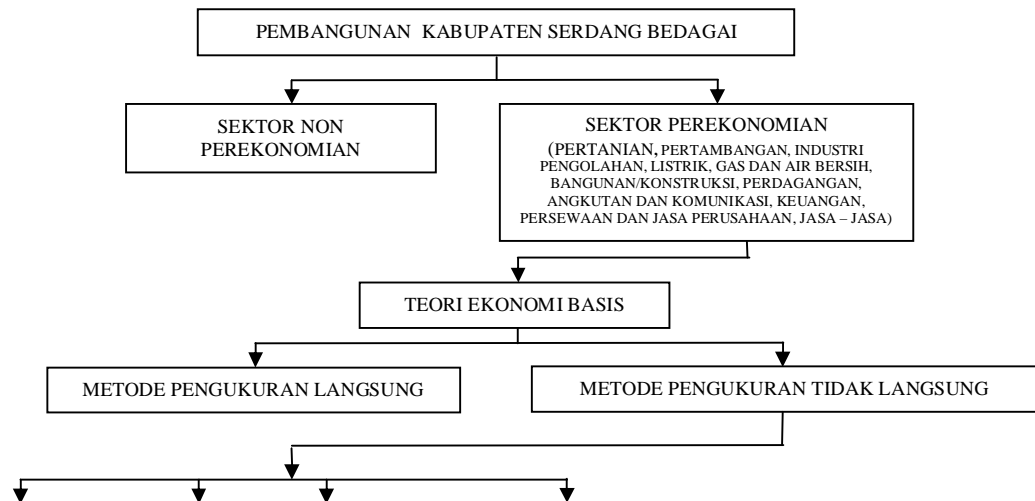 PEMBANGUNAN KABUPATEN SERDANG BEDAGAI
SEKTOR NON
PEREKONOMIAN
SEKTOR PEREKONOMIAN
(PERTANIAN, PERTAMBANGAN, INDUSTRI
PENGOLAHAN, LISTRIK, GAS DAN AIR BERSIH,
BANGUNAN/KONSTRUKSI, PERDAGANGAN,
ANGKUTAN DAN KOMUNIKASI, KEUANGAN,
PERSEWAAN DAN JASA PERUSAHAAN, JASA – JASA)
TEORI EKONOMI BASIS
METODE PENGUKURAN LANGSUNG
METODE PENGUKURAN TIDAK LANGSUNG